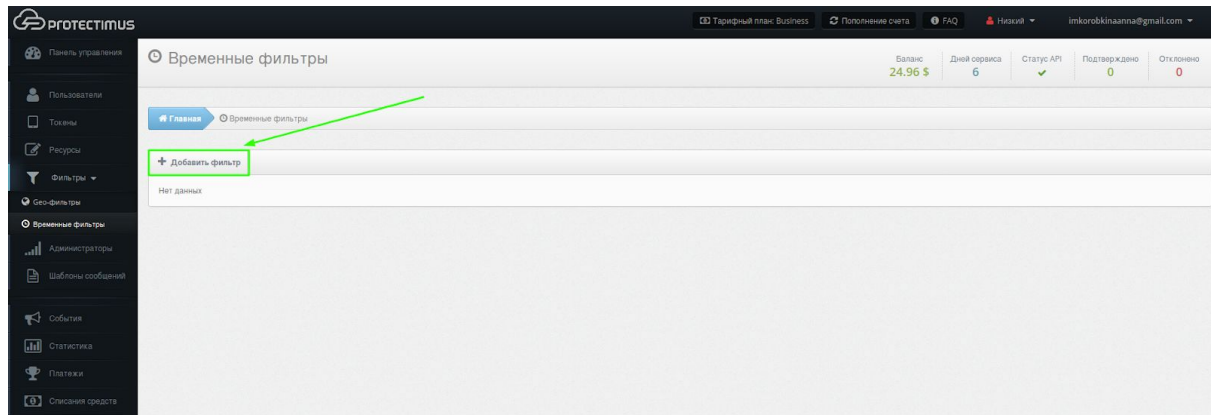 PROTECTIMUS
Тарифный план: Business
Пополнение счета
FAQ
Низкий
imkorobkinaanna@gmail.com
Панель управления
Пользователи
Токены
Ресурсы
Фильтры
Geo-фильтры
Временные фильтры
Администраторы
Шаблоны сообщений
События
Статистика
Платежи
Списания средств
Временные фильтры
Баланс
24.96 $
Дней сервиса
6
Статус API
Подтверждено
0
Отклонено
0
Главная
Временные фильтры
Добавить фильтр
Нет данных